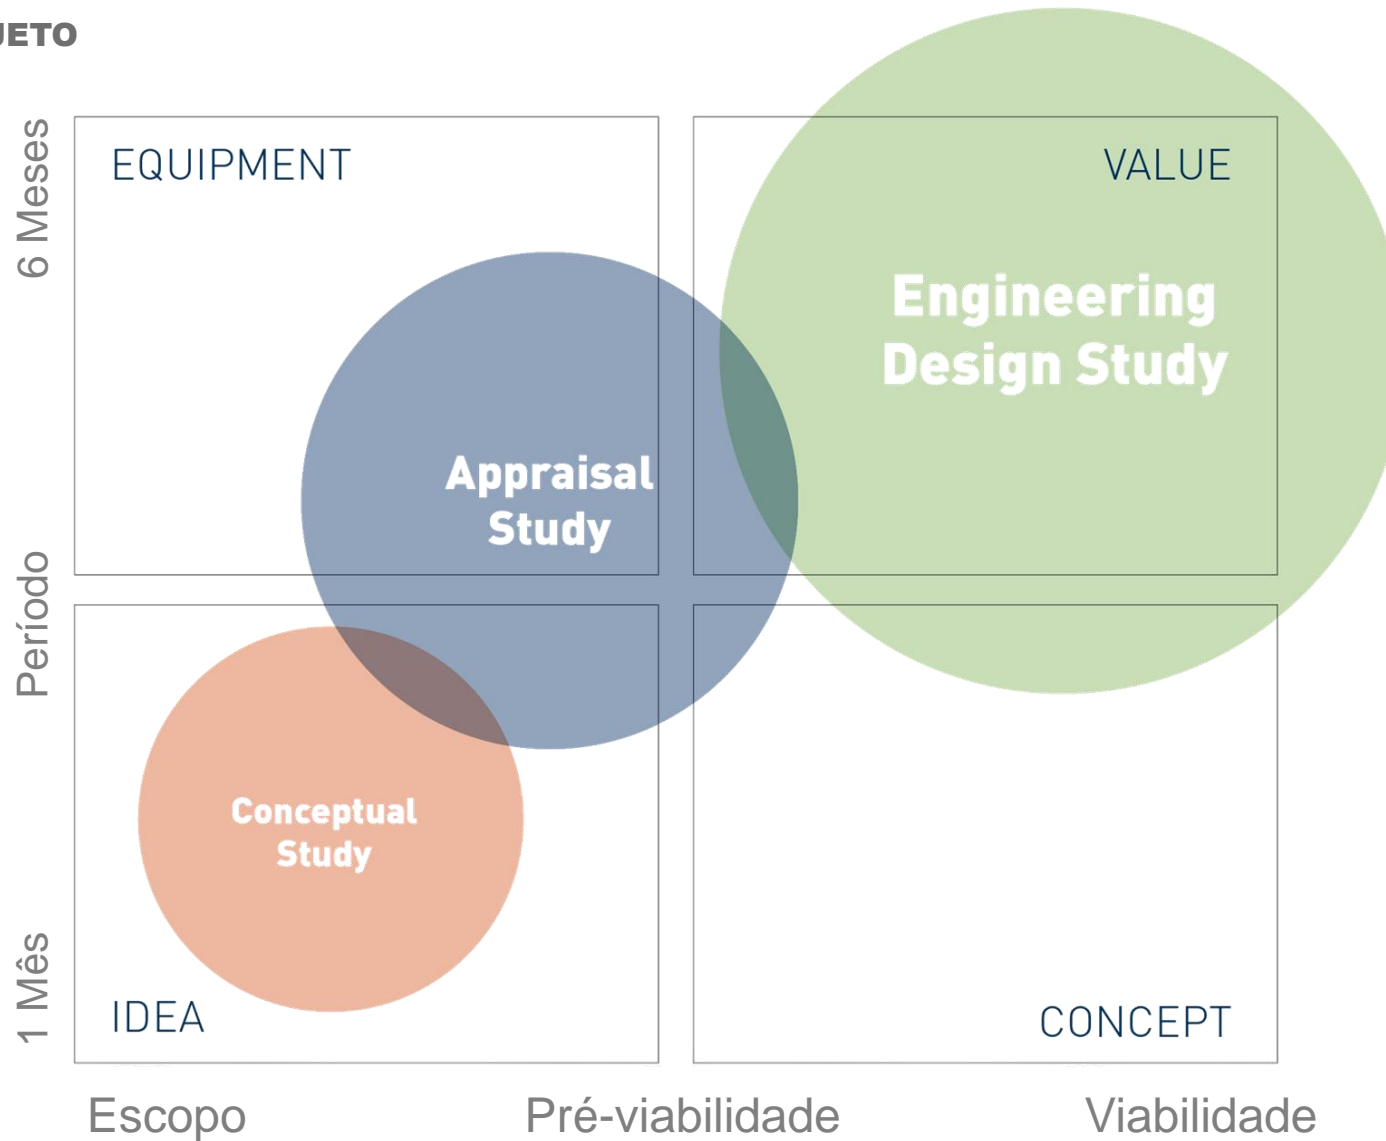 JETO
6 Meses
EQUIPMENT
VALUE
Engineering
Design Study
Appraisal
Study
Período
Conceptual
Study
1 Mês
IDEA
CONCEPT
Escopo
Pré-viabilidade
Viabilidade